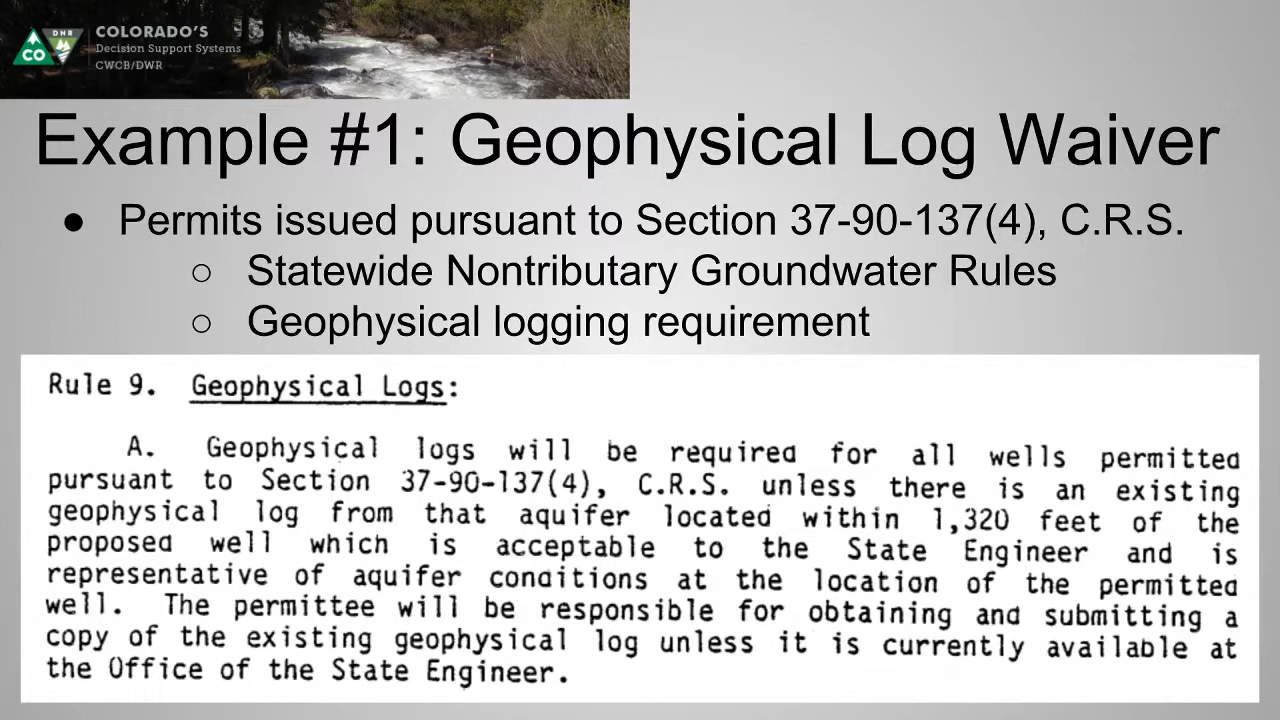 CO
DNR
COLORADO'S
Decision Support Systems
CWCB/DWR
Example #1: Geophysical Log Waiver
● Permits issued pursuant to Section 37-90-137(4), C.R.S.
○ Statewide Nontributary Groundwater Rules
○ Geophysical logging requirement
Rule 9. Geophysical Logs:
A. Geophysical logs will be required for all wells permitted
pursuant to Section 37-90-137(4), C.R.S. unless there is an existing
geophysical log from that aquifer located within 1,320 feet of the
proposed well which is acceptable to the State Engineer and is
representative of aquifer conditions at the location of the permitted
well. The permittee will be responsible for obtaining and submitting a
copy of the existing geophysical log unless it is currently available at
the Office of the State Engineer.